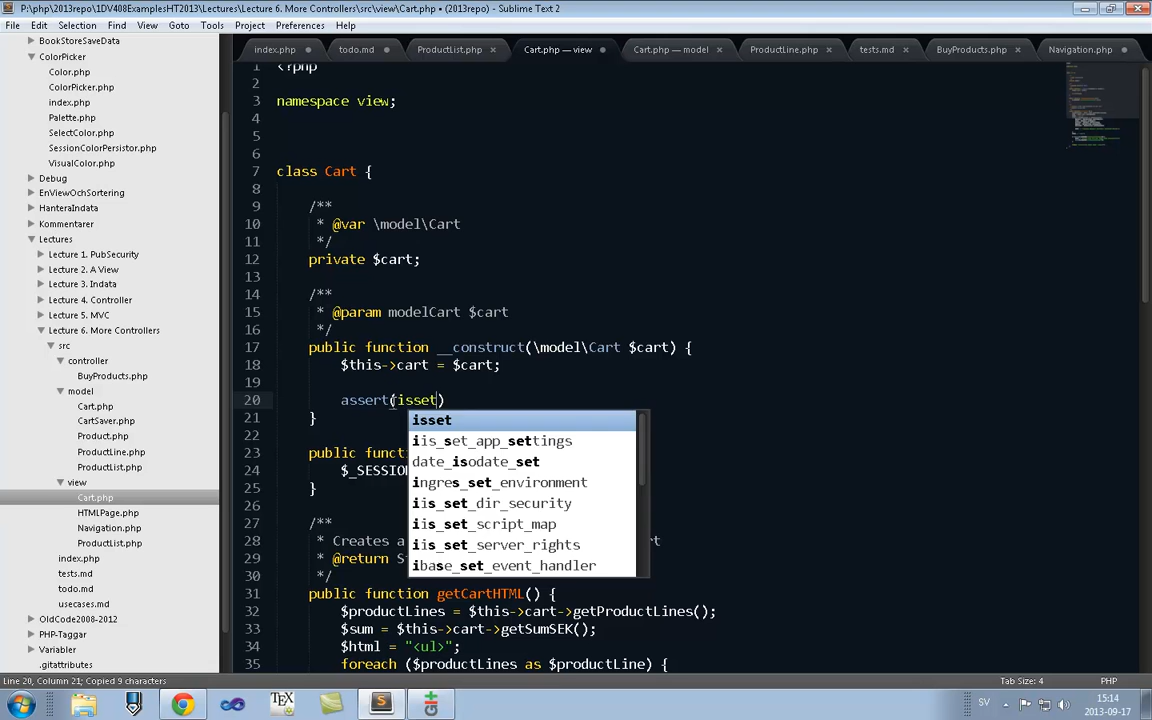 P:\php\2013repo\1DV408ExamplesHT2013\Lectures\Lecture 6. More Controllers\src\view\Cart.php • (2013repo) - Sublime Text 2
File Edit Selection Find View Goto Tools Project Preferences Help
index.php todo.md ProductList.php Cart.php — view Cart.php — model ProductLine.php tests.md BuyProducts.php Navigation.php
BookStoreSaveData
ColorPicker
Color.php
ColorPicker.php
index.php
Palette.php
SelectColor.php
SessionColorPersistor.php
VisualColor.php
Debug
EnViewOchSortering
HanteraIndata
Kommentarer
Lectures
Lecture 1. PubSecurity
Lecture 2. A View
Lecture 3. Indata
Lecture 4. Controller
Lecture 5. MVC
Lecture 6. More Controllers
src
controller
BuyProducts.php
model
Cart.php
CartSaver.php
Product.php
ProductLine.php
ProductList.php
view
Cart.php
HTMLPage.php
Navigation.php
ProductList.php
index.php
tests.md
todo.md
usecases.md
OldCode2008-2012
PHP-Taggar
Variabler
.gitattributes
1 <?php
2
3 namespace view;
4
5
6
7 class Cart {
8
9 /**
10 * @var \model\Cart
11 */
12 private $cart;
13
14 /**
15 * @param modelCart $cart
16 */
17 public function __construct(\model\Cart $cart) {
18 $this->cart = $cart;
19
20 assert(isset)
21 }
22
23 public functi
24 $_SESSION
25 }
26
27 /**
28 * Creates a rt
29 * @return S
30 */
31 public function getCartHTML() {
32 $productLines = $this->cart->getProductLines();
33 $sum = $this->cart->getSumSEK();
34 $html = "<ul>";
35 foreach ($productLines as $productLine) {
isset
iis_set_app_settings
date_isodate_set
ingres_set_environment
iis_set_dir_security
iis_set_script_map
iis_set_server_rights
ibase_set_event_handler
Line 20, Column 21; Copied 9 characters Tab Size: 4 PHP
SV 15:14
2013-09-17